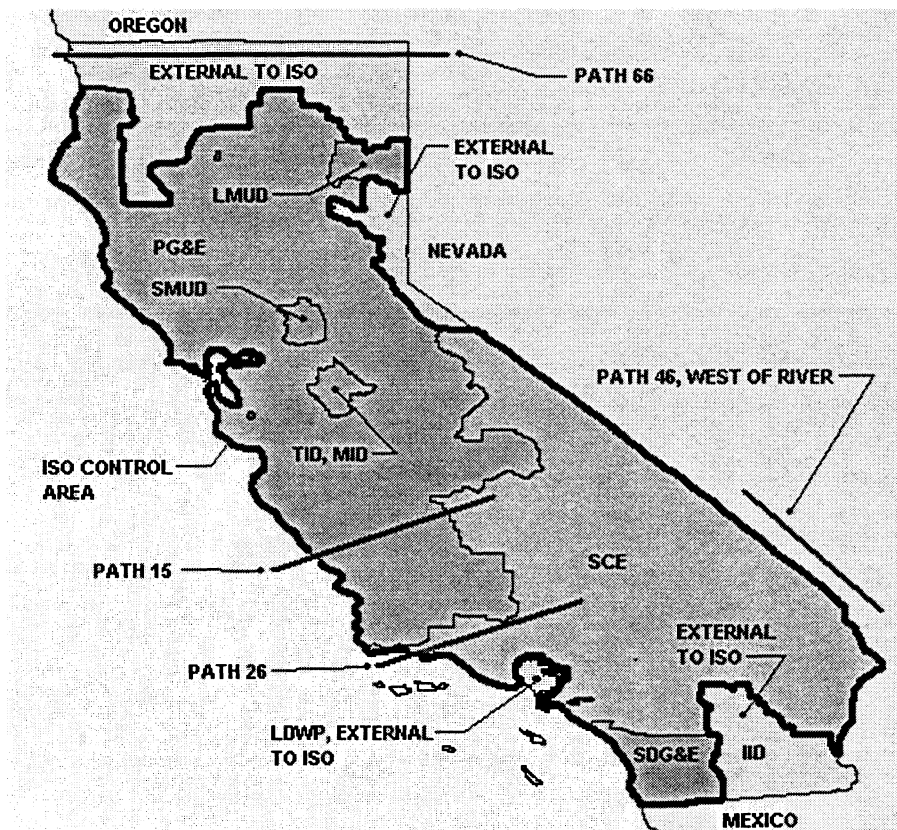 OREGON
PATH 66
EXTERNAL TO ISO
EXTERNAL
TO ISO
LMUD
PG&E
NEVADA
SMUD
PATH 46, WEST OF RIVER
TID, MID
ISO CONTROL
AREA
SCE
PATH 15
EXTERNAL
TO ISO
PATH 26
LDWP, EXTERNAL
TO ISO
SDG&E
IID
MEXICO